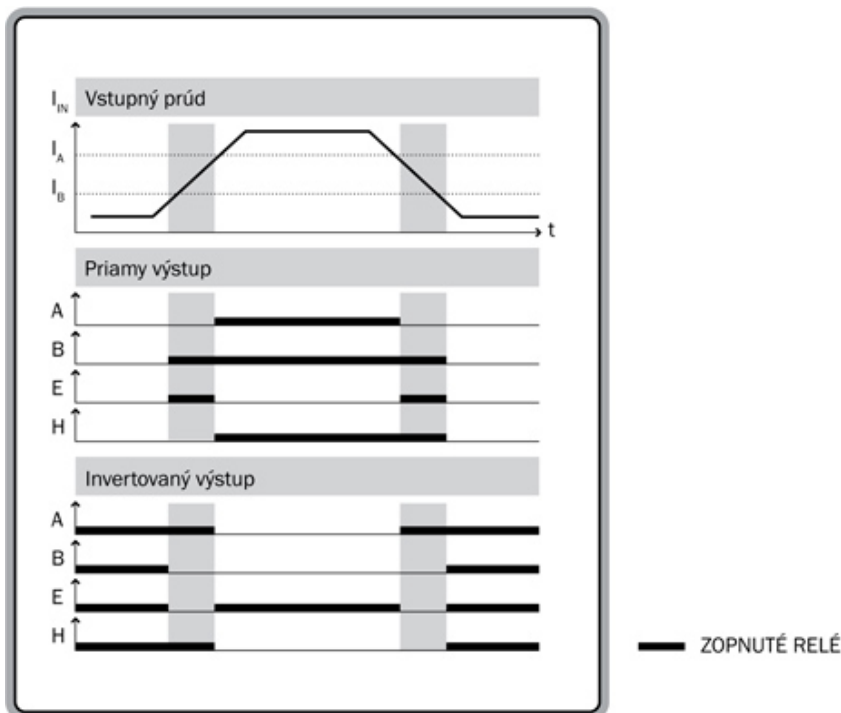 I_IN Vstupný prúd
I_A
I_B
t
Priamy výstup
A
B
E
H
Invertovaný výstup
A
B
E
H
ZOPNUTÉ RELÉ